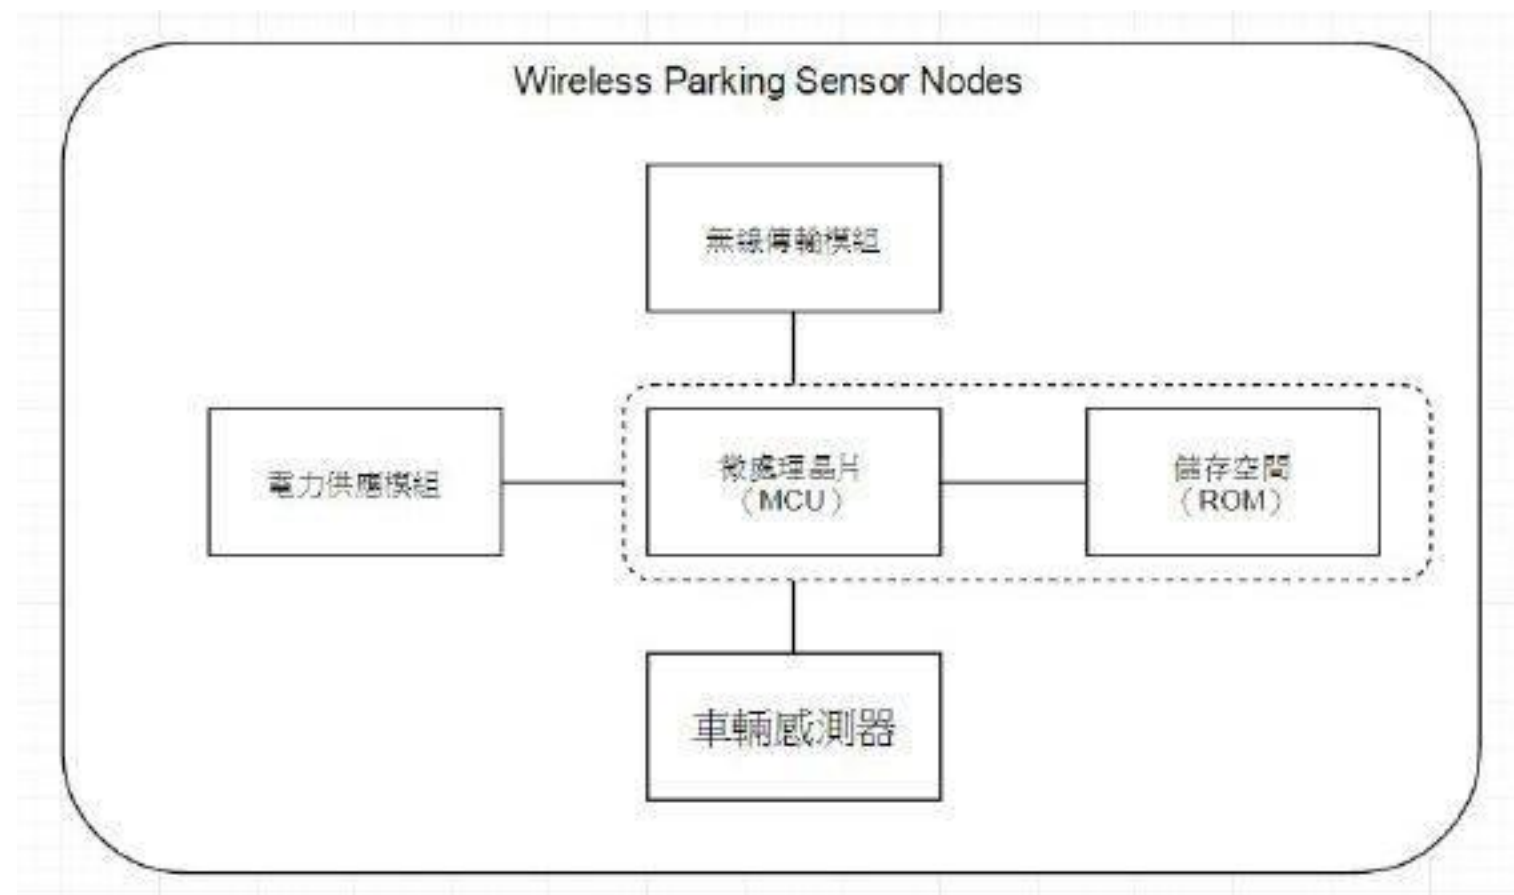 Wireless Parking Sensor Nodes
無線傳輸模組
電力供應模組
微處理晶片
（MCU）
儲存空間
（ROM）
車輛感測器